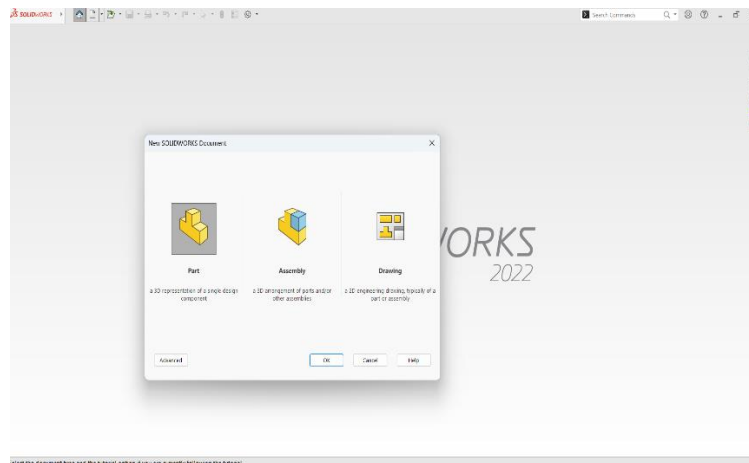 SOLIDWORKS
Search Commands
New SOLIDWORKS Document
Part
Assembly
Drawing
a 3D representation of a single design
component
a 3D arrangement of parts and/or
other assemblies
a 2D engineering drawing, typically of a
part or assembly
ORKS
2022
Advanced
OK
Cancel
Help